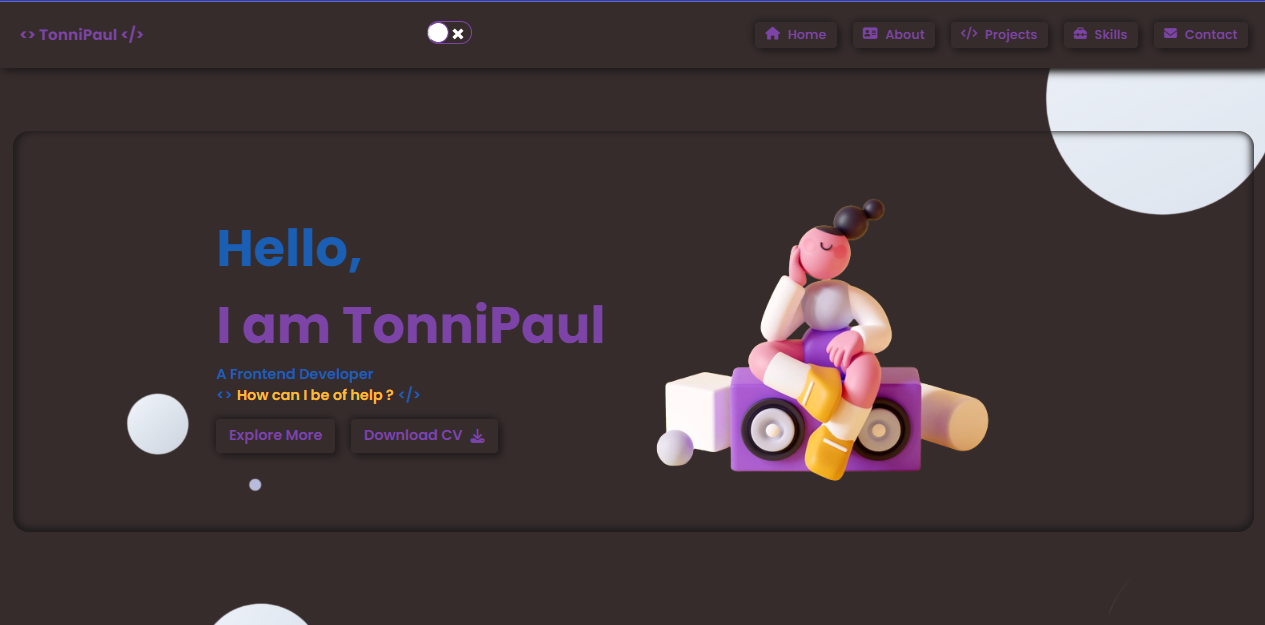 <> TonniPaul </>
Home
About
</> Projects
Skills
Contact
Hello,
I am TonniPaul
A Frontend Developer
<> How can I be of help ? </>
Explore More
Download CV